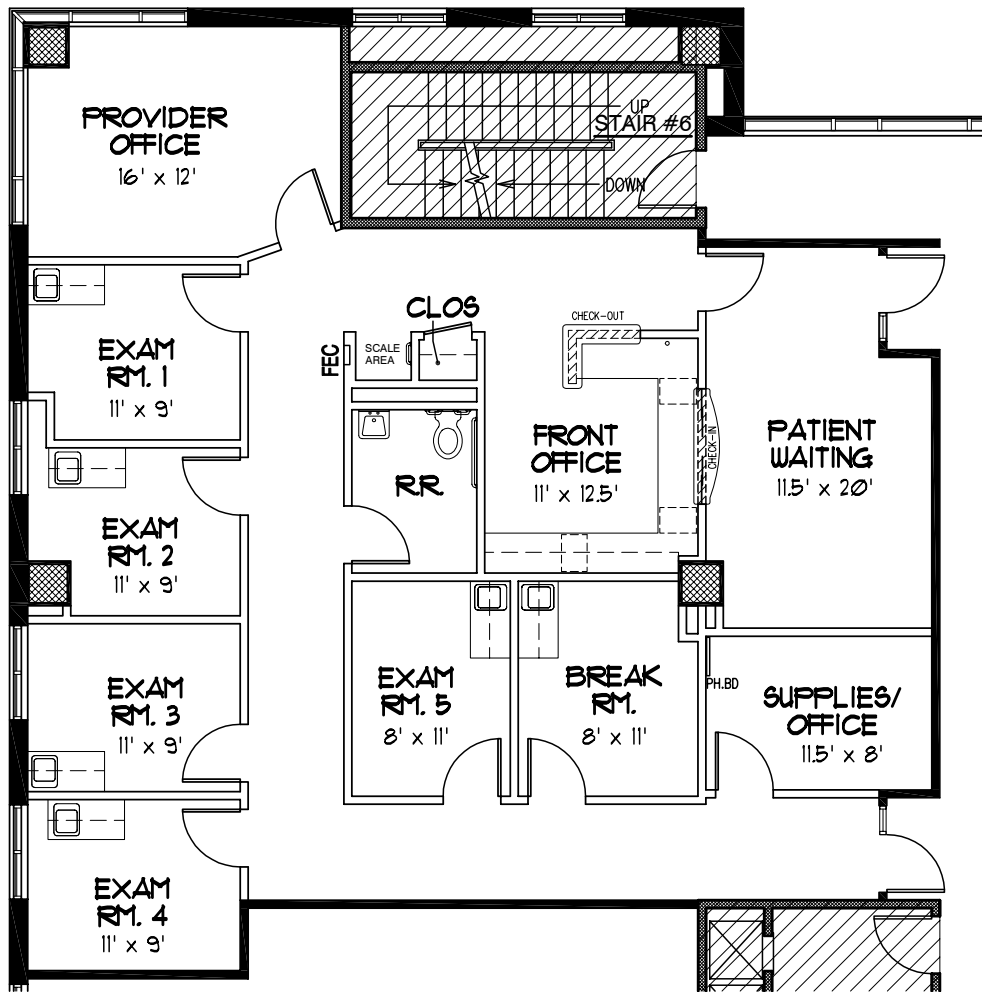 PROVIDER
OFFICE
16' x 12'
UP
STAIR #6
DOWN
CLOS
CHECK-OUT
FEC
SCALE
AREA
EXAM
RM. 1
11' x 9'
FRONT
OFFICE
11' x 12.5'
CHECK-IN
PATIENT
WAITING
11.5' x 20'
R.R.
EXAM
RM. 2
11' x 9'
EXAM
RM. 3
11' x 9'
EXAM
RM. 5
8' x 11'
BREAK
RM.
8' x 11'
PH.BD
SUPPLIES/
OFFICE
11.5' x 8'
EXAM
RM. 4
11' x 9'